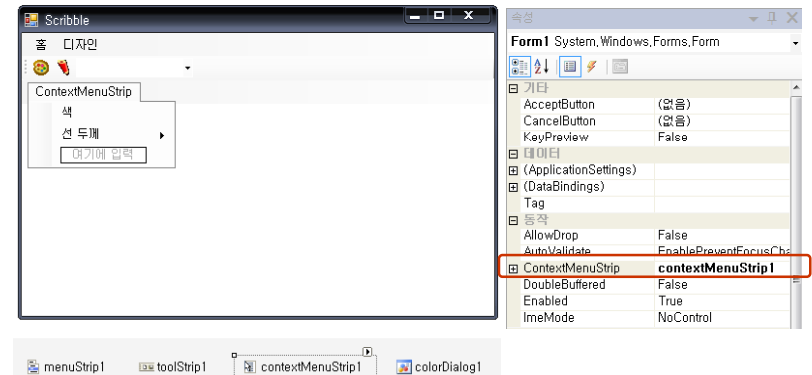 Scribble
홈 디자인
ContextMenuStrip
색
선 두께
여기에 입력
menuStrip1 toolStrip1 contextMenuStrip1 colorDialog1
속성
Form1 System.Windows.Forms.Form
기타
AcceptButton (없음)
CancelButton (없음)
KeyPreview False
데이터
(ApplicationSettings)
(DataBindings)
Tag
동작
AllowDrop False
AutoValidate EnablePreventFocusCha
ContextMenuStrip contextMenuStrip1
DoubleBuffered False
Enabled True
ImeMode NoControl